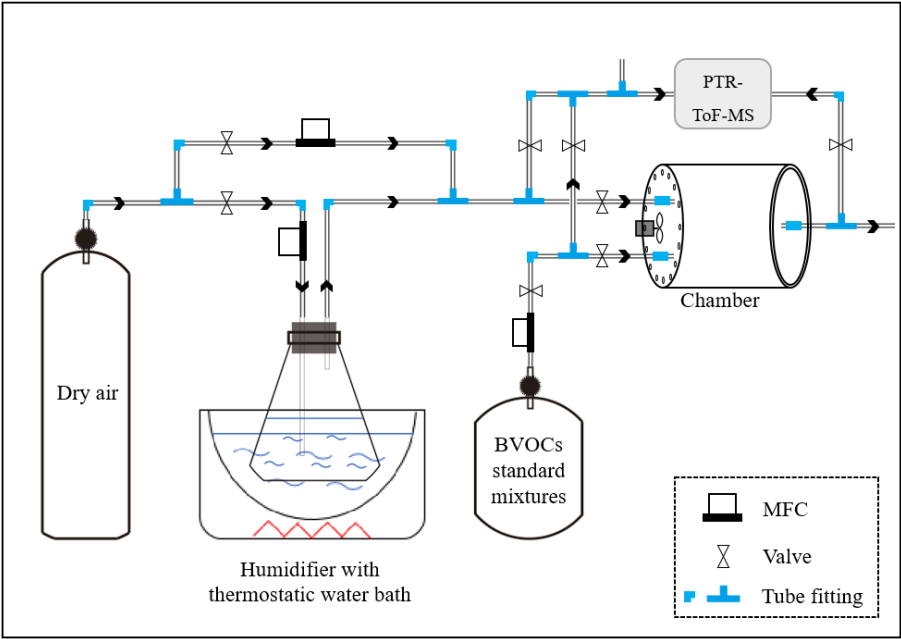 PTR-
ToF-MS
Chamber
Dry air
BVOCs
standard
mixtures
Humidifier with
thermostatic water bath
MFC
Valve
Tube fitting